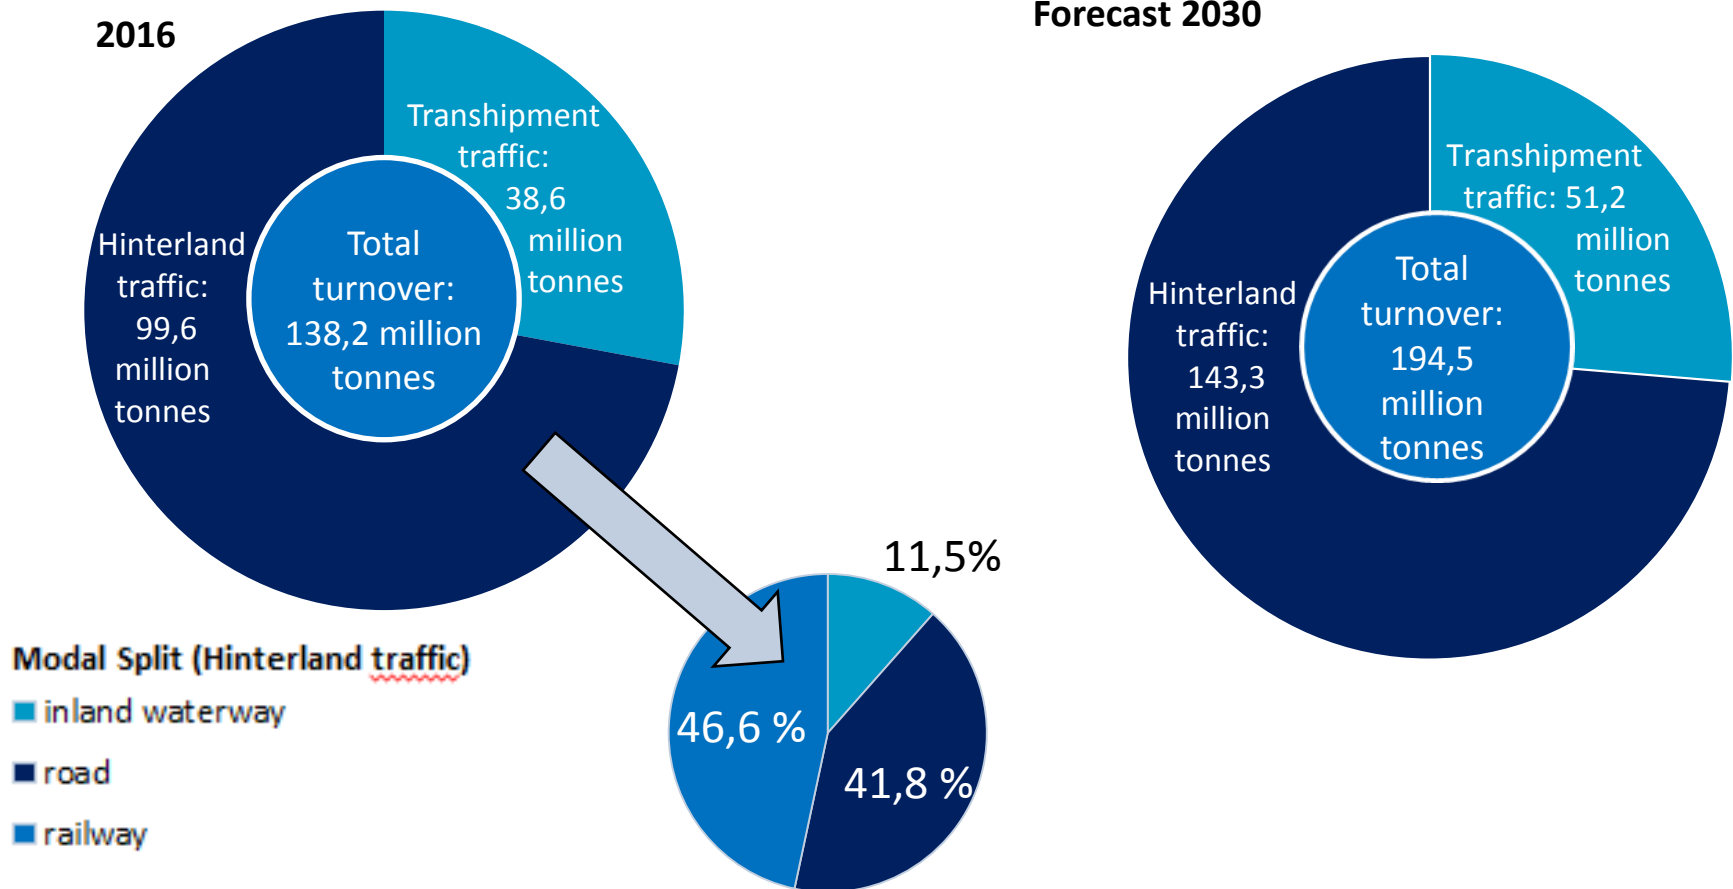 2016
Transhipment
traffic:
38,6
million
tonnes
Hinterland
traffic:
99,6
million
tonnes
Total
turnover:
138,2 million
tonnes
Forecast 2030
Transhipment
traffic: 51,2
million
tonnes
Hinterland
traffic:
143,3
million
tonnes
Total
turnover:
194,5
million
tonnes
11,5%
46,6 %
41,8 %
Modal Split (Hinterland traffic)
inland waterway
road
railway